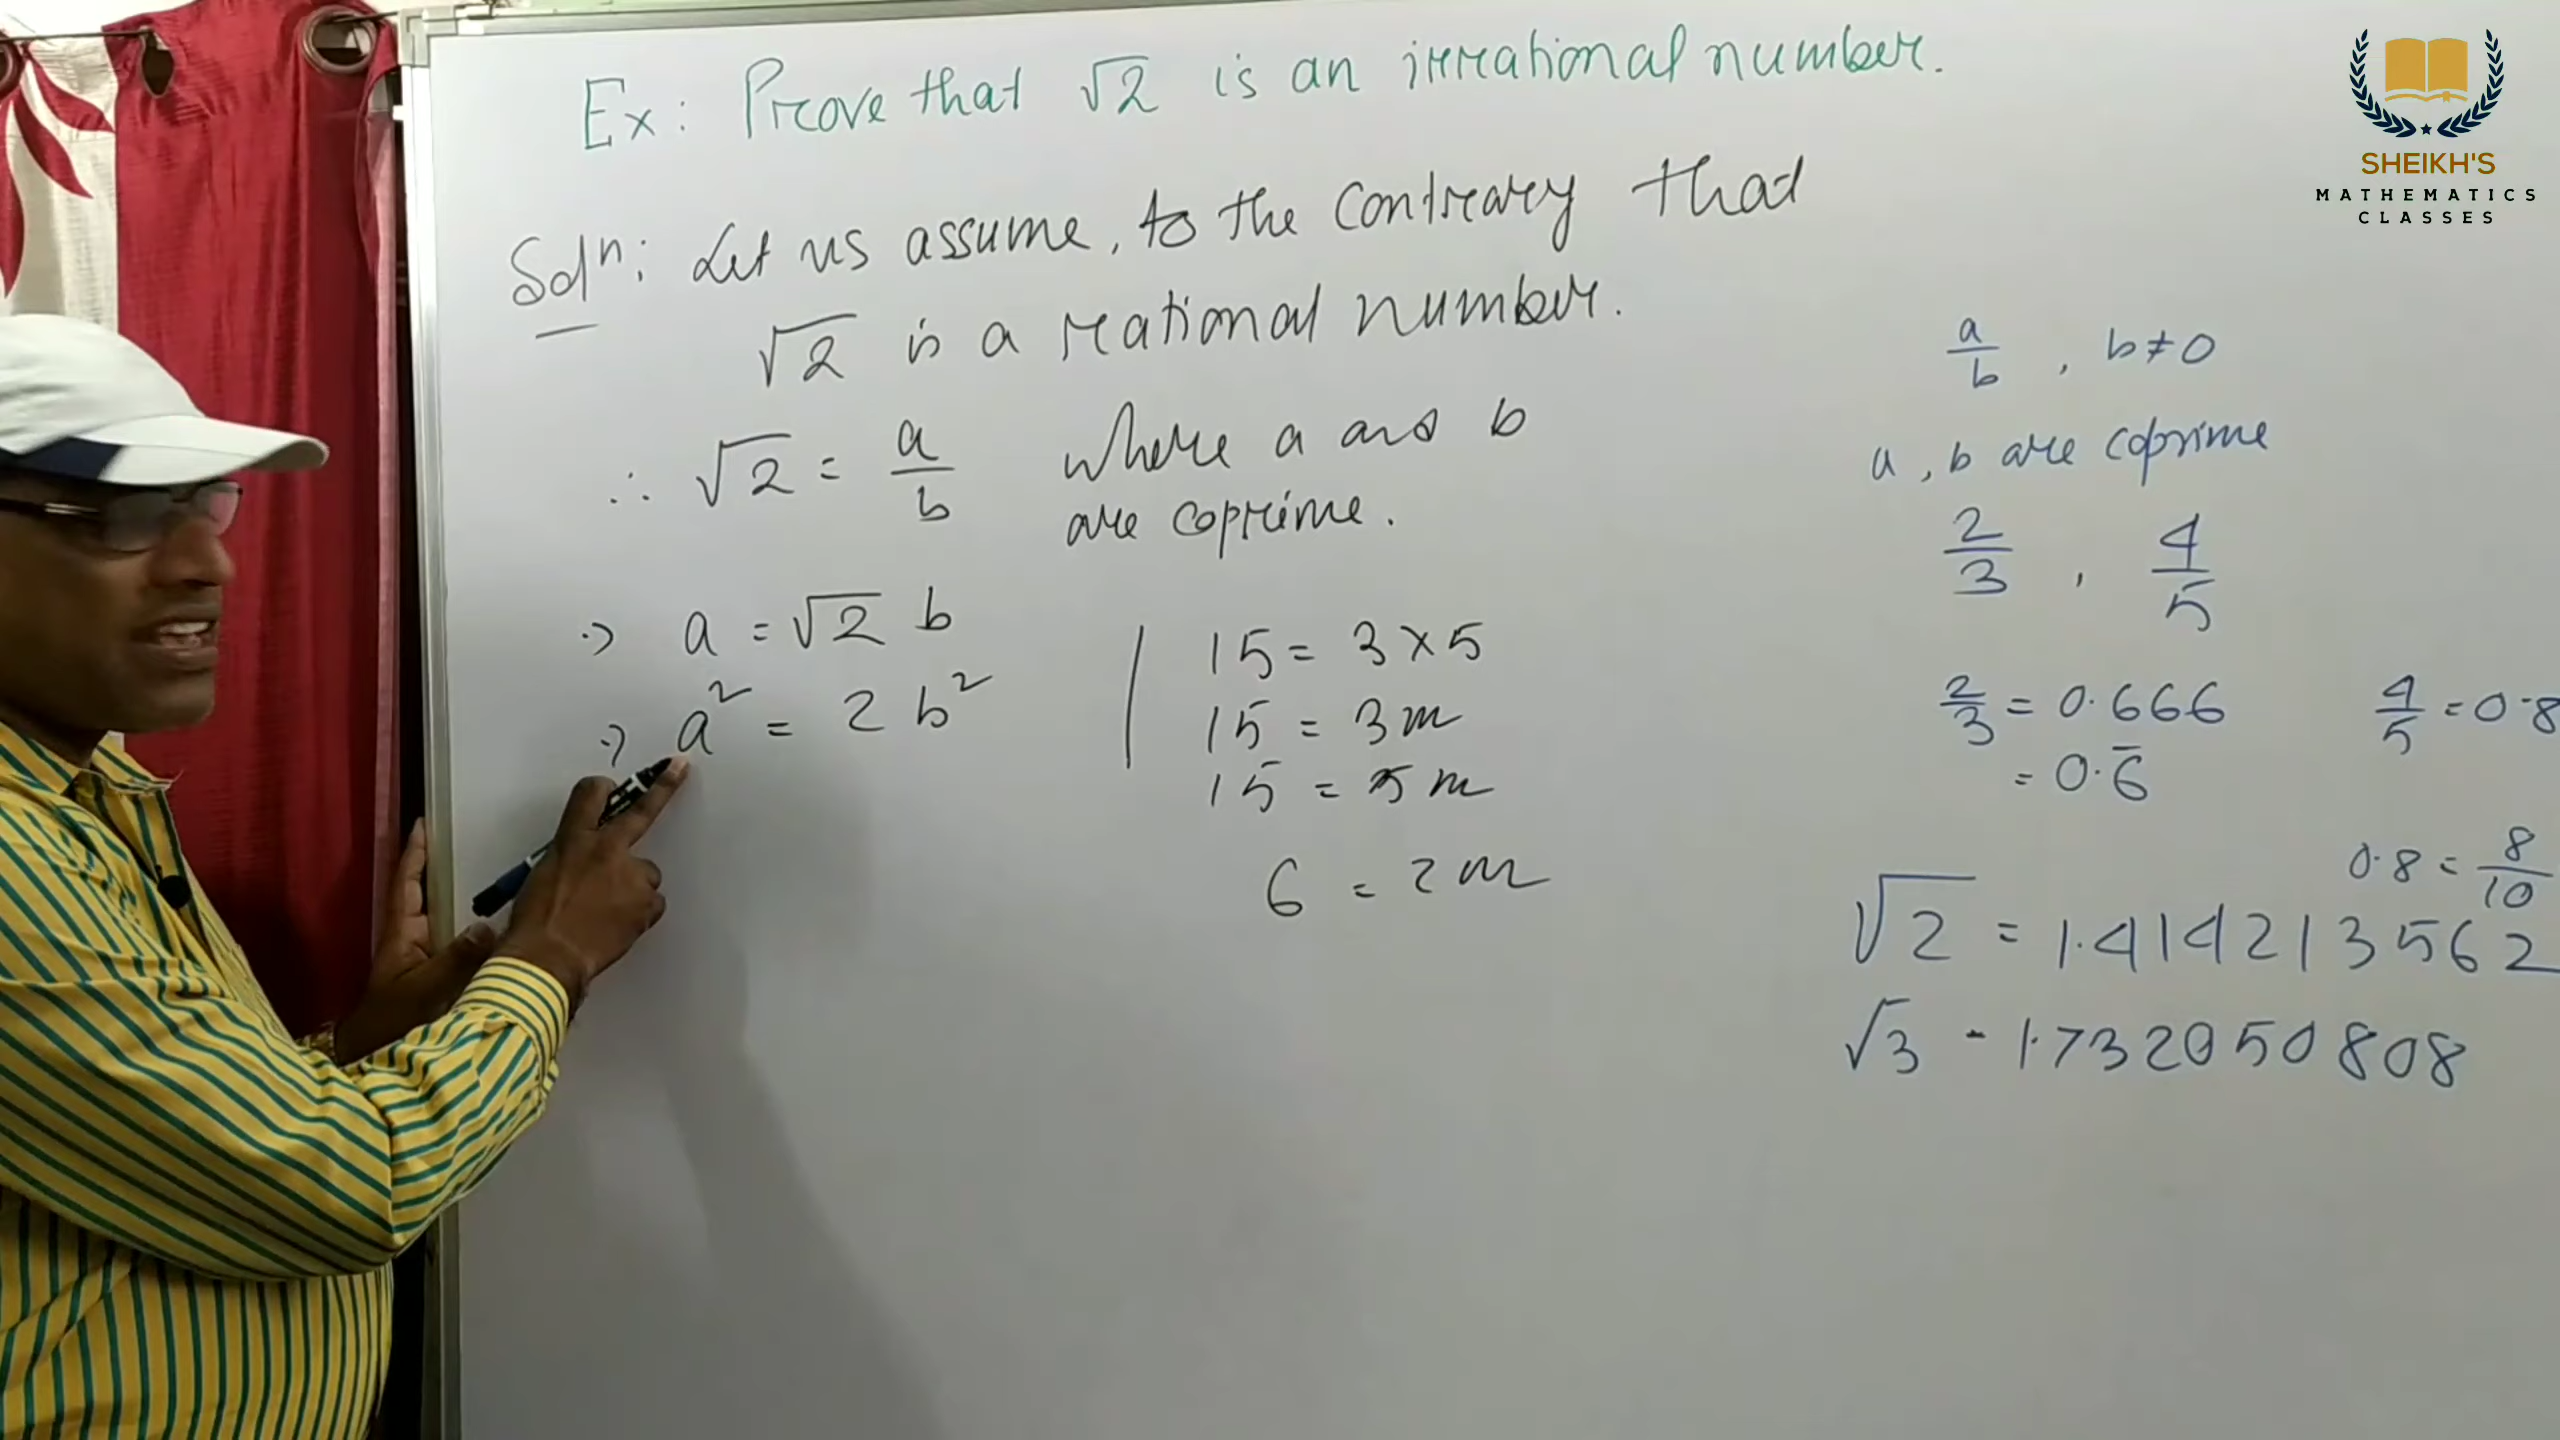 Ex: Prove that √2 is an irrational number.
Solⁿ: Let us assume, to the contrary that
√2 is a rational number.
∴ √2 = a/b where a and b
are coprime.
⇒ a = √2 b
⇒ a² = 2 b²
15 = 3 × 5
15 = 3m
15 = 5m
6 = 2m
a/b , b ≠ 0
a , b are coprime
2/3 , 4/5
2/3 = 0.666
= 0.6̅
4/5 = 0.8
0.8 = 8/10
√2 = 1.414213562
√3 - 1.732050808
SHEIKH'S
MATHEMATICS
CLASSES